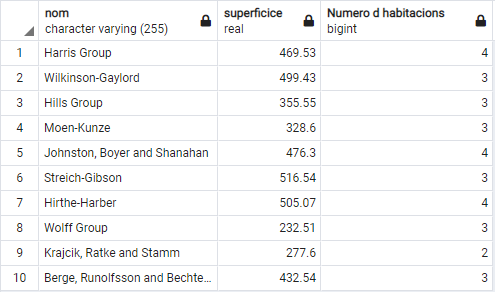 nom superficice Numero d habitacions
character varying (255) real bigint
1 Harris Group 469.53 4
2 Wilkinson-Gaylord 499.43 3
3 Hills Group 355.55 3
4 Moen-Kunze 328.6 3
5 Johnston, Boyer and Shanahan 476.3 4
6 Streich-Gibson 516.54 3
7 Hirthe-Harber 505.07 4
8 Wolff Group 232.51 3
9 Krajcik, Ratke and Stamm 277.6 2
10 Berge, Runolfsson and Bechte... 432.54 3